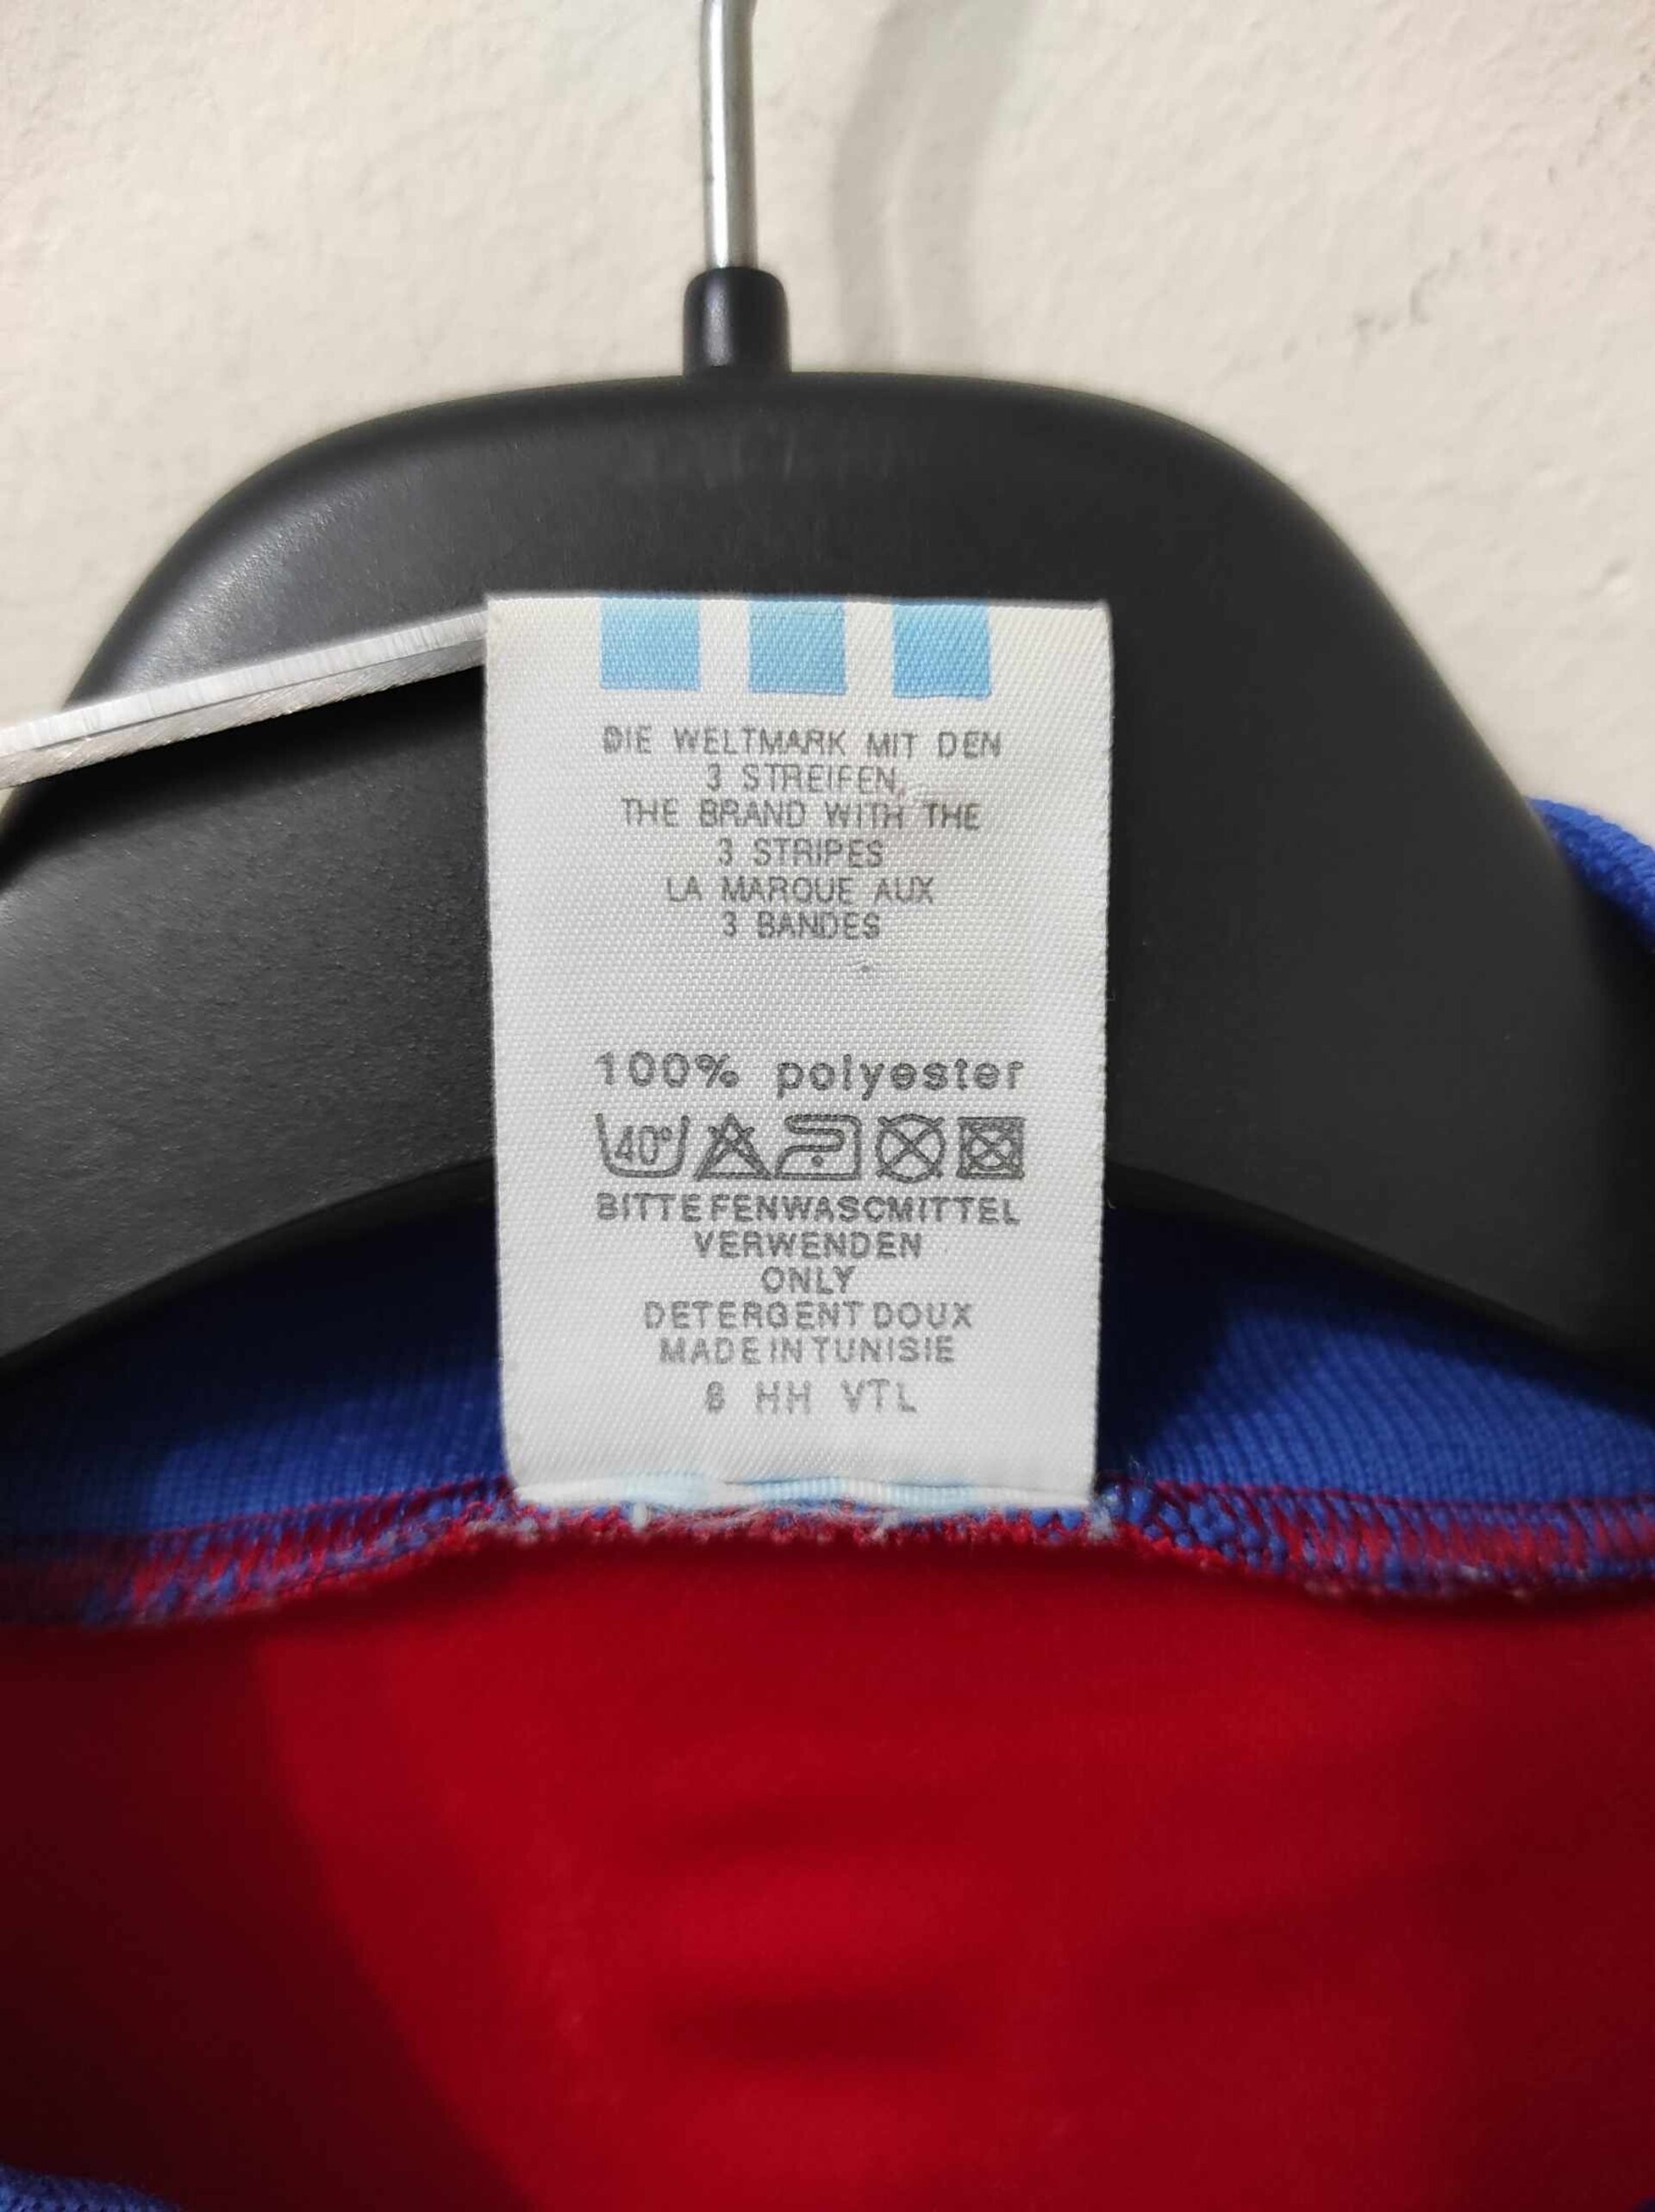 DIE WELTMARK MIT DEN
3 STREIFEN,
THE BRAND WITH THE
3 STRIPES
LA MARQUE AUX
3 BANDES
100% polyester
40°
BITTE FENWASCMITTEL
VERWENDEN
ONLY
DETERGENT DOUX
MADE IN TUNISIE
8 HH VTL